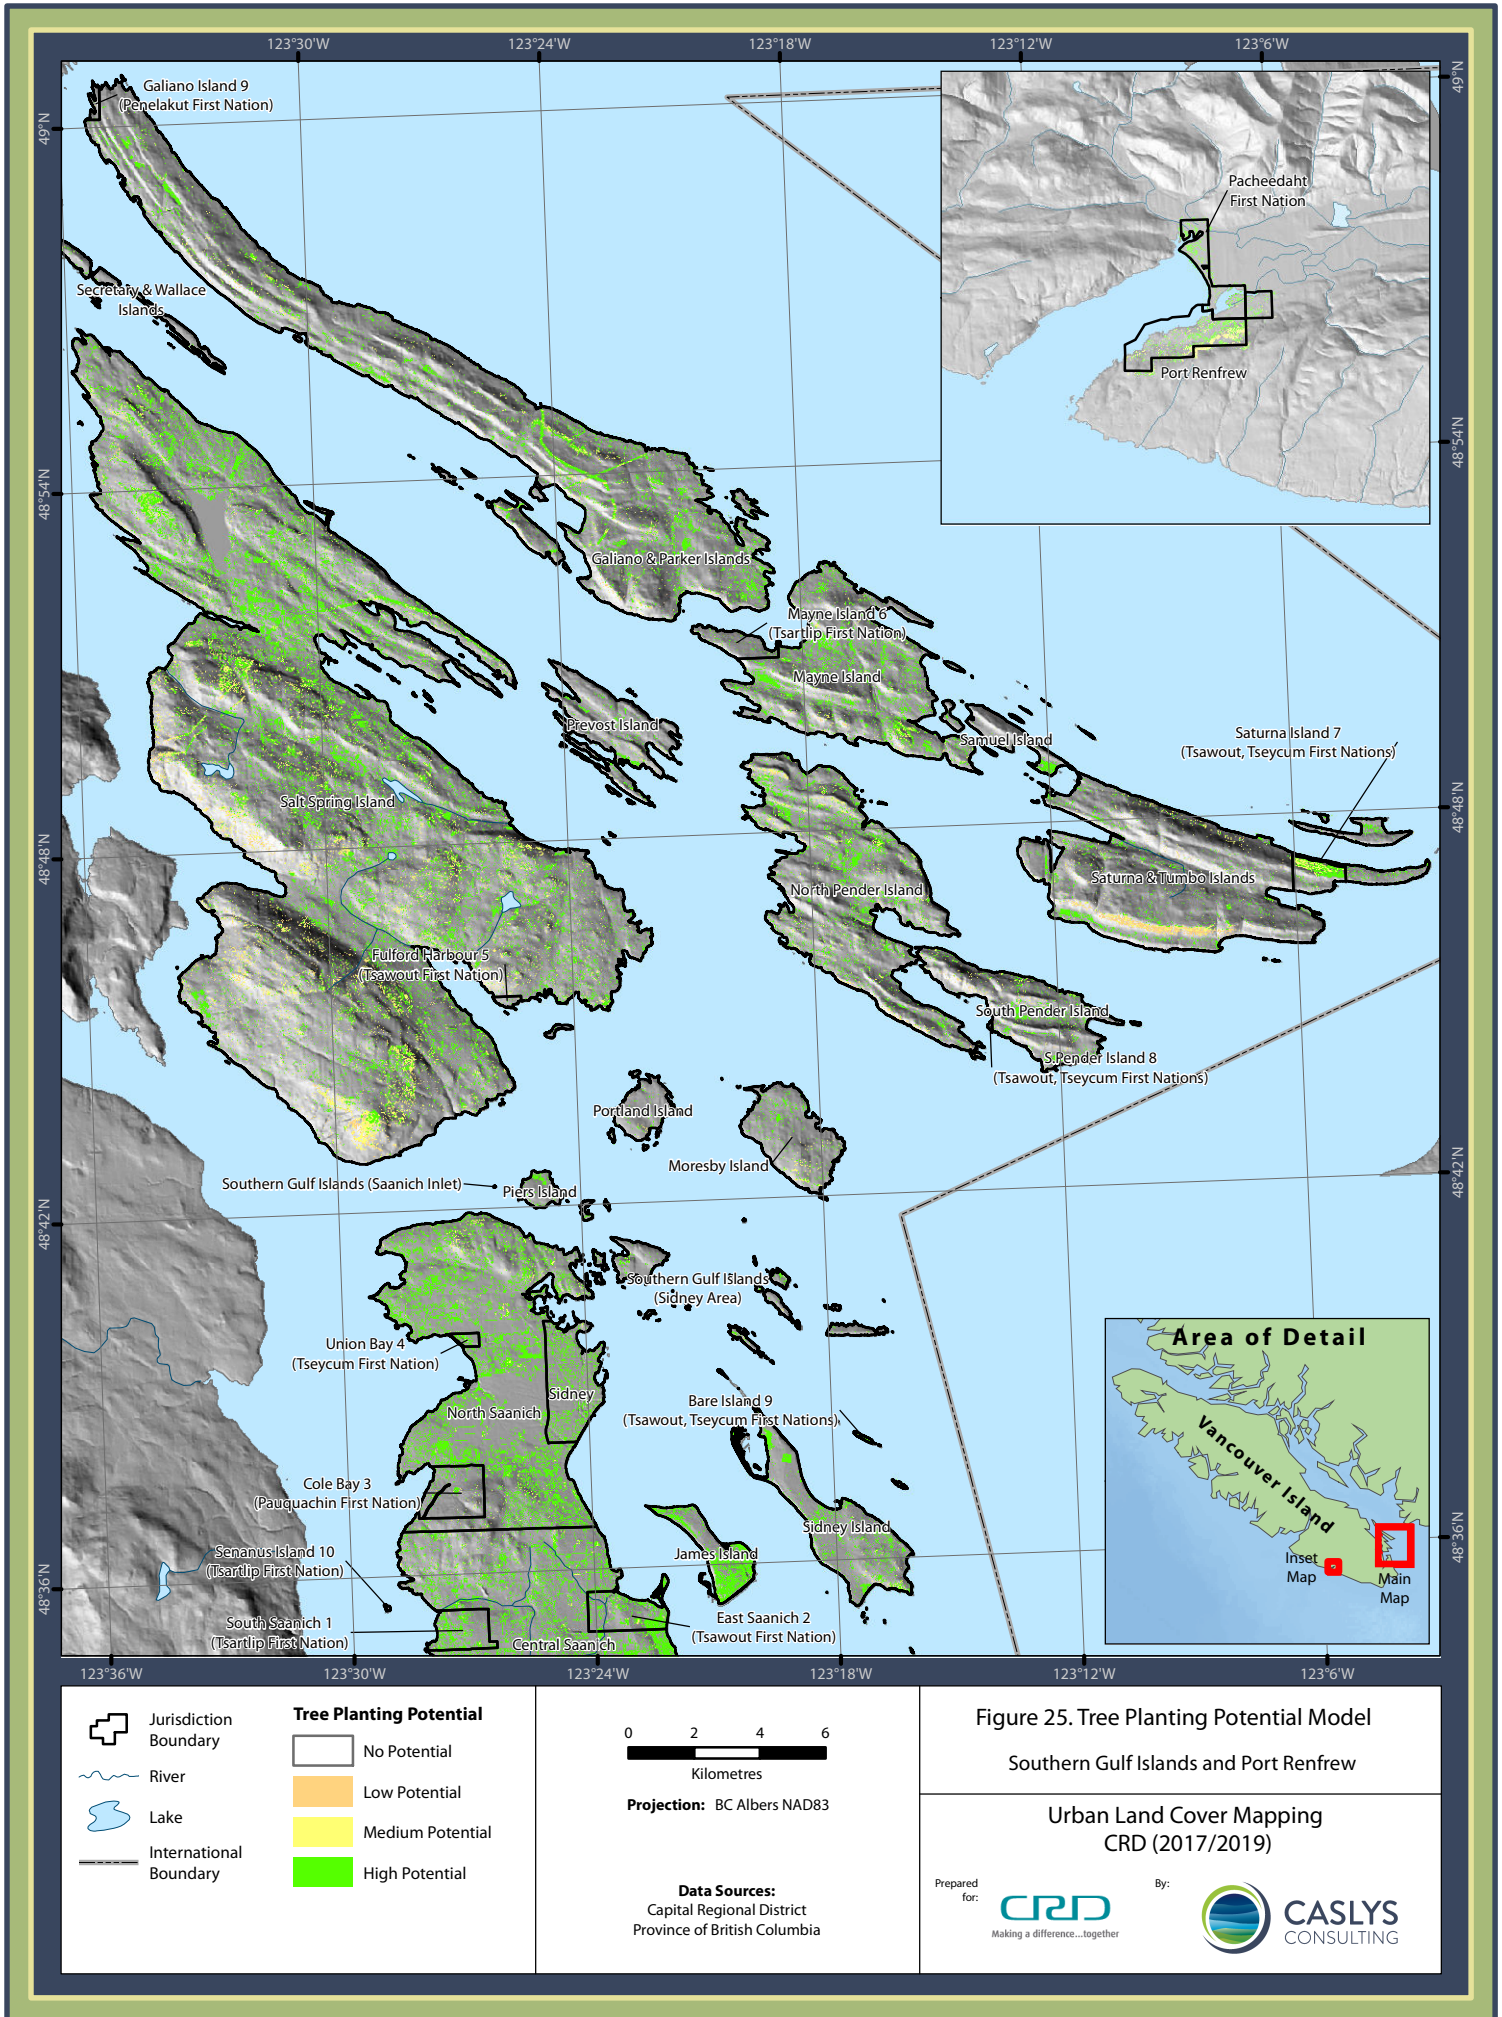 123°30'W
123°24'W
123°18'W
123°12'W
123°6'W
49°N
49°N
Galiano Island 9
(Penelakut First Nation)
Pacheedaht
First Nation
Port Renfrew
Secretary & Wallace
Islands
48°54'N
48°54'N
Galiano & Parker Islands
Mayne Island 6
(Tsartlip First Nation)
Mayne Island
Prevost Island
Samuel Island
Saturna Island 7
(Tsawout, Tseycum First Nations)
Salt Spring Island
48°48'N
48°48'N
North Pender Island
Saturna & Tumbo Islands
Fulford Harbour 5
(Tsawout First Nation)
South Pender Island
S.Pender Island 8
(Tsawout, Tseycum First Nations)
Portland Island
Moresby Island
Southern Gulf Islands (Saanich Inlet)
Piers Island
48°42'N
48°42'N
Southern Gulf Islands
(Sidney Area)
Union Bay 4
(Tseycum First Nation)
Sidney
North Saanich
Bare Island 9
(Tsawout, Tseycum First Nations)
Cole Bay 3
(Pauquachin First Nation)
Sidney Island
James Island
Senanus Island 10
(Tsartlip First Nation)
48°36'N
48°36'N
South Saanich 1
(Tsartlip First Nation)
East Saanich 2
(Tsawout First Nation)
Central Saanich
Area of Detail
Vancouver Island
Inset
Map
Main
Map
123°36'W
123°30'W
123°24'W
123°18'W
123°12'W
123°6'W
Jurisdiction
Boundary
River
Lake
International
Boundary
Tree Planting Potential
No Potential
Low Potential
Medium Potential
High Potential
0 2 4 6
Kilometres
Projection: BC Albers NAD83
Data Sources:
Capital Regional District
Province of British Columbia
Figure 25. Tree Planting Potential Model
Southern Gulf Islands and Port Renfrew
Urban Land Cover Mapping
CRD (2017/2019)
Prepared
for:
CRD
Making a difference...together
By:
CASLYS
CONSULTING